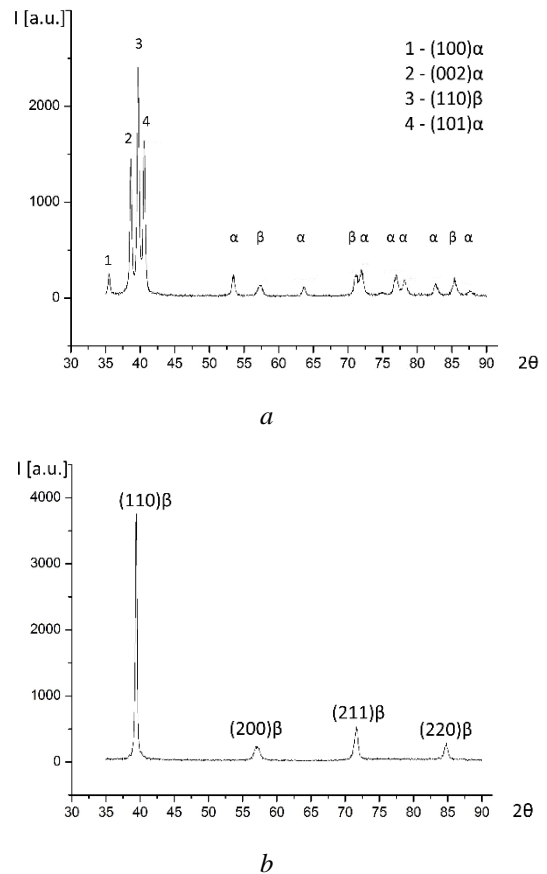 I [a.u.]
3
1 - (100)α
2 - (002)α
3 - (110)β
4 - (101)α
2000
4
2
1000
α β α β α α α α β α
1
0
30 35 40 45 50 55 60 65 70 75 80 85 90
2θ
a
I [a.u.]
4000
(110)β
3000
2000
1000
(200)β
(211)β
(220)β
0
30 35 40 45 50 55 60 65 70 75 80 85 90
2θ
b